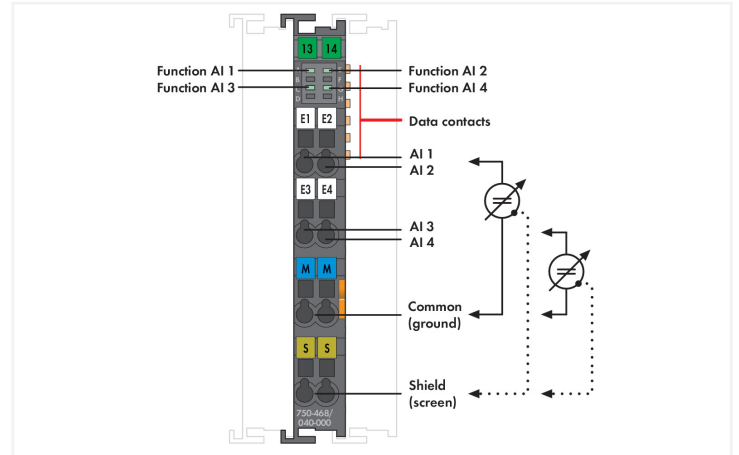 13 14
Function AI 1
Function AI 2
Function AI 3
Function AI 4
A
B
C
D
F
H
E1 E2
Data contacts
AI 1
AI 2
E3 E4
AI 3
AI 4
M M
Common
(ground)
S S
Shield
(screen)
750-468/
040-000